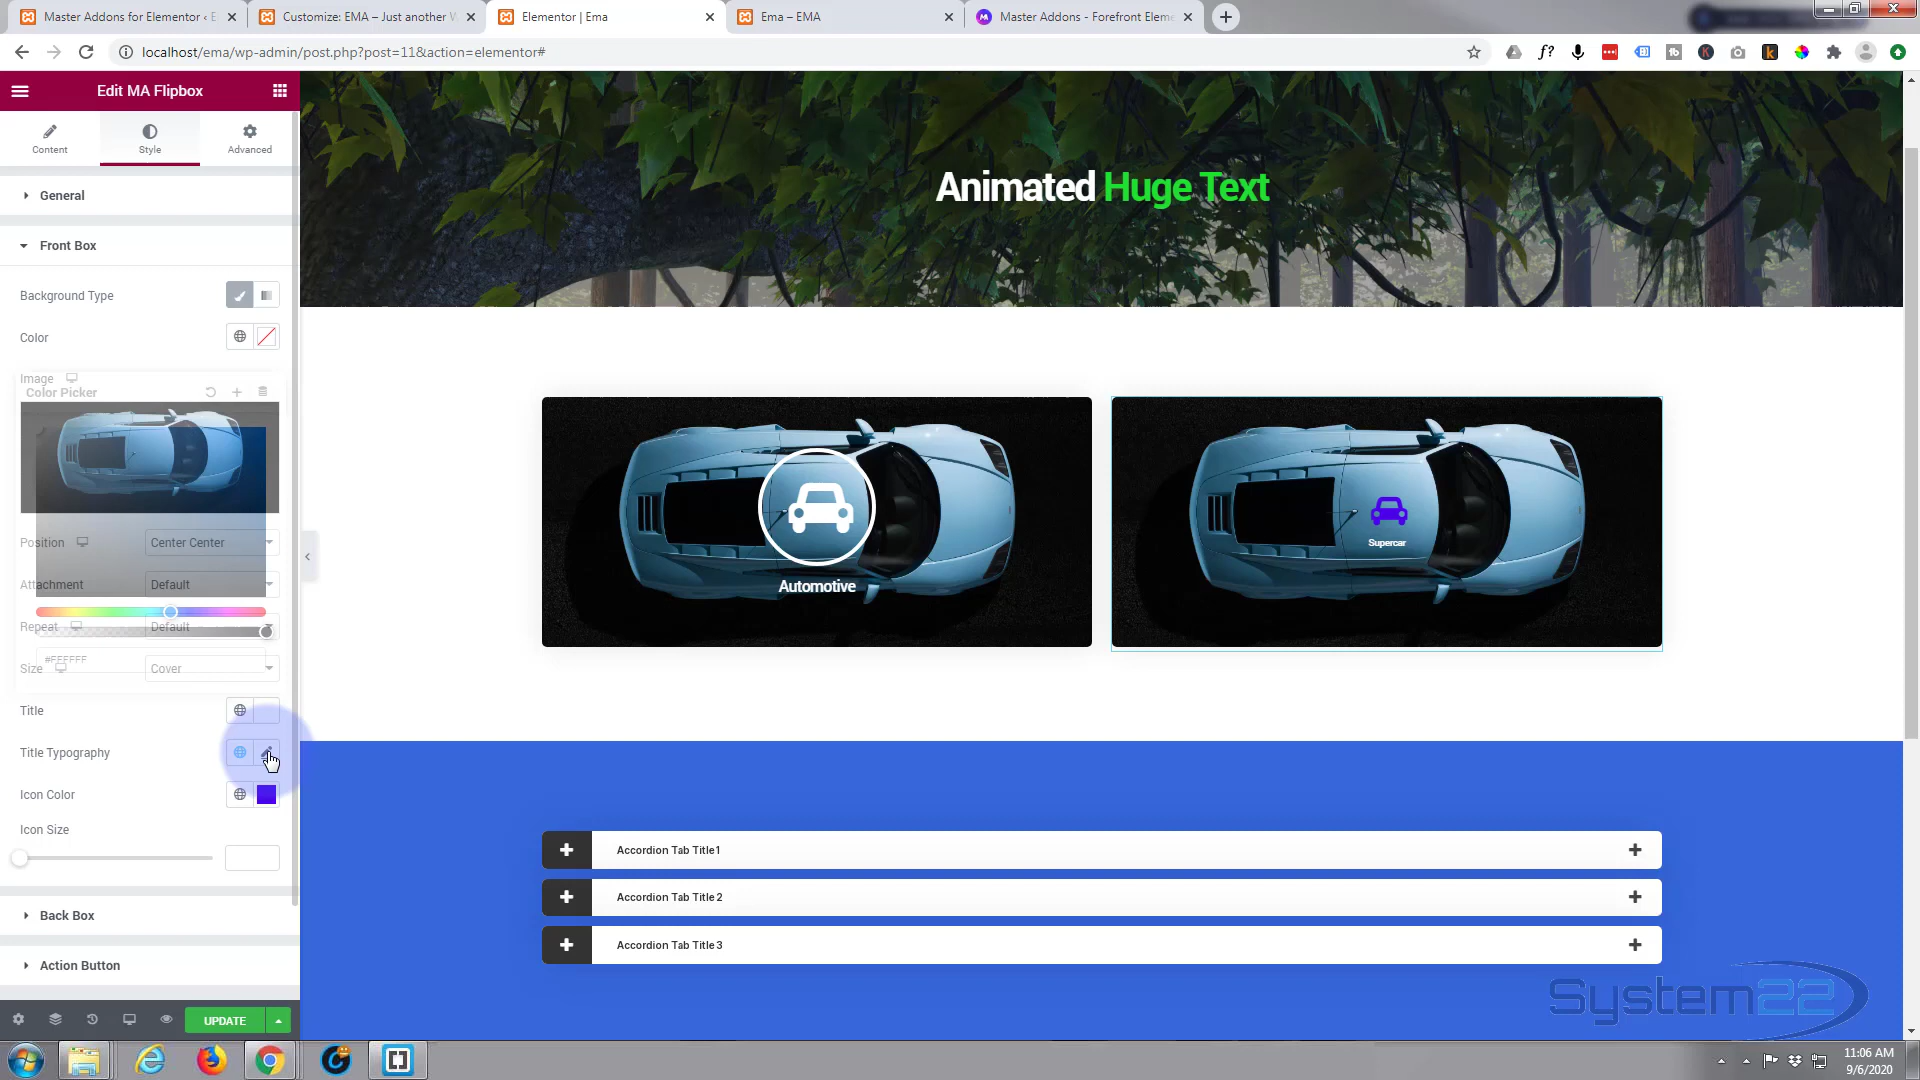 Master Addons for Elementor ‹ E
Customize: EMA – Just another W
Elementor | Ema
Ema – EMA
Master Addons - Forefront Eleme
localhost/ema/wp-admin/post.php?post=11&action=elementor#
Edit MA Flipbox
Content
Style
Advanced
General
Front Box
Background Type
Color
Image
Color Picker
Position
Center Center
Attachment
Default
Repeat
Default
#FFFFFF
Size
Cover
Title
Title Typography
Icon Color
Icon Size
Back Box
Action Button
UPDATE
Animated Huge Text
Automotive
Supercar
Accordion Tab Title 1
Accordion Tab Title 2
Accordion Tab Title 3
System22
11:06 AM
9/6/2020